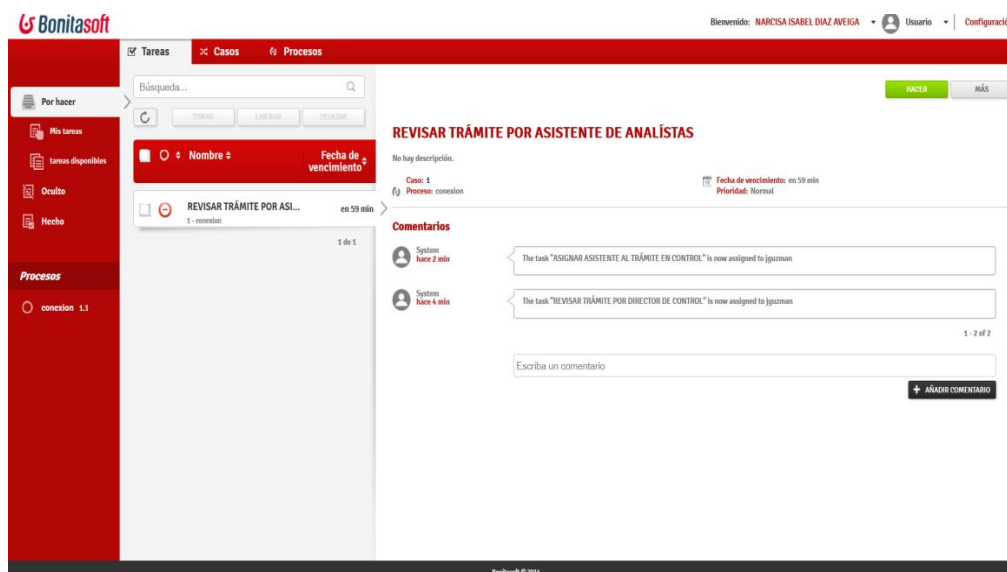 Bonitasoft
Bienvenido: NARCISA ISABEL DIAZ AVEIGA
Usuario
Configuració
Tareas
Casos
Procesos
Por hacer
Mis tareas
tareas disponibles
Oculto
Hecho
Procesos
conexion 1.3
Búsqueda...
TOMAR
LIBERAR
OCULTAR
Nombre
Fecha de vencimiento
REVISAR TRÁMITE POR ASI...
en 59 min
1 - conexion
1 de 1
HACER
MÁS
REVISAR TRÁMITE POR ASISTENTE DE ANALÍSTAS
No hay descripción.
Caso: 1
Proceso: conexion
Fecha de vencimiento: en 59 min
Prioridad: Normal
Comentarios
System
hace 2 min
The task "ASIGNAR ASISTENTE AL TRÁMITE EN CONTROL" is now assigned to jguzman
System
hace 4 min
The task "REVISAR TRÁMITE POR DIRECTOR DE CONTROL" is now assigned to jguzman
1 - 2 of 2
Escriba un comentario
+ AÑADIR COMENTARIO